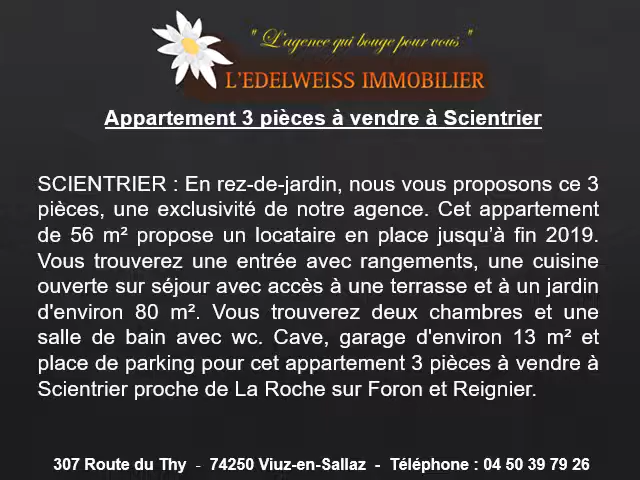 " L'agence qui bouge pour vous "
L'EDELWEISS IMMOBILIER
Appartement 3 pièces à vendre à Scientrier
SCIENTRIER : En rez-de-jardin, nous vous proposons ce 3
pièces, une exclusivité de notre agence. Cet appartement
de 56 m² propose un locataire en place jusqu'à fin 2019.
Vous trouverez une entrée avec rangements, une cuisine
ouverte sur séjour avec accès à une terrasse et à un jardin
d'environ 80 m². Vous trouverez deux chambres et une
salle de bain avec wc. Cave, garage d'environ 13 m² et
place de parking pour cet appartement 3 pièces à vendre à
Scientrier proche de La Roche sur Foron et Reignier.
307 Route du Thy - 74250 Viuz-en-Sallaz - Téléphone : 04 50 39 79 26